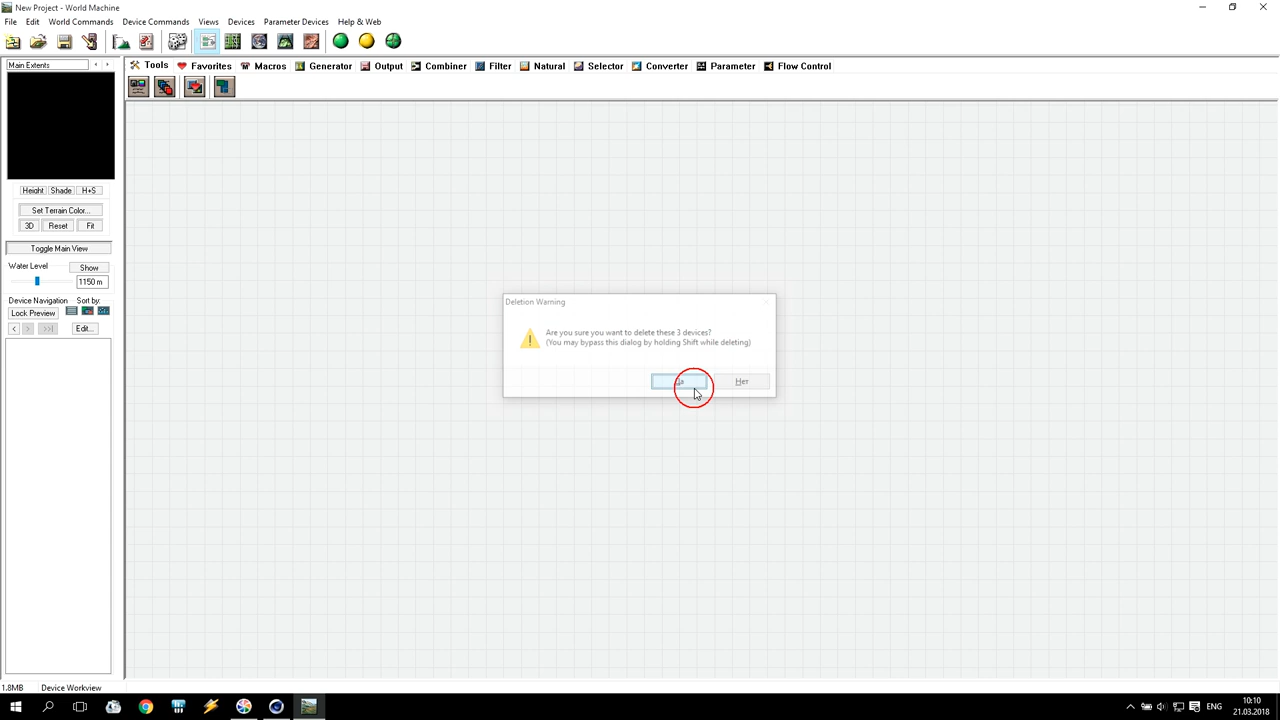 New Project - World Machine
File Edit World Commands Device Commands Views Devices Parameter Devices Help & Web
Main Extents
Tools Favorites Macros Generator Output Combiner Filter Natural Selector Converter Parameter Flow Control
Height Shade H+S
Set Terrain Color...
3D Reset Fit
Toggle Main View
Water Level Show
1150 m
Device Navigation Sort by:
Lock Preview
Edit...
Deletion Warning
Are you sure you want to delete these 3 devices?
(You may bypass this dialog by holding Shift while deleting)
Нет
1.8MB Device Workview
ENG
10:10
21.03.2018